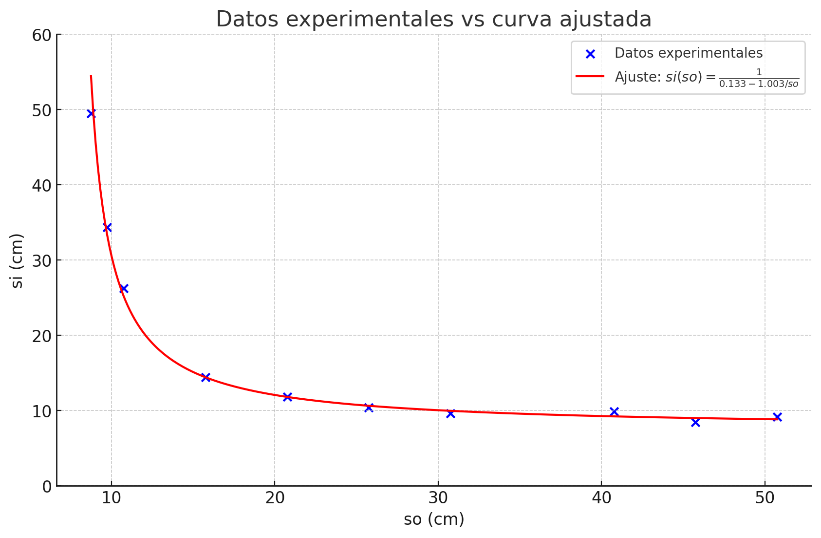 Datos experimentales vs curva ajustada
Datos experimentales
Ajuste: si(so) = 1/(0.133 − 1.003/so)
60
50
40
30
20
10
0
si (cm)
10 20 30 40 50
so (cm)